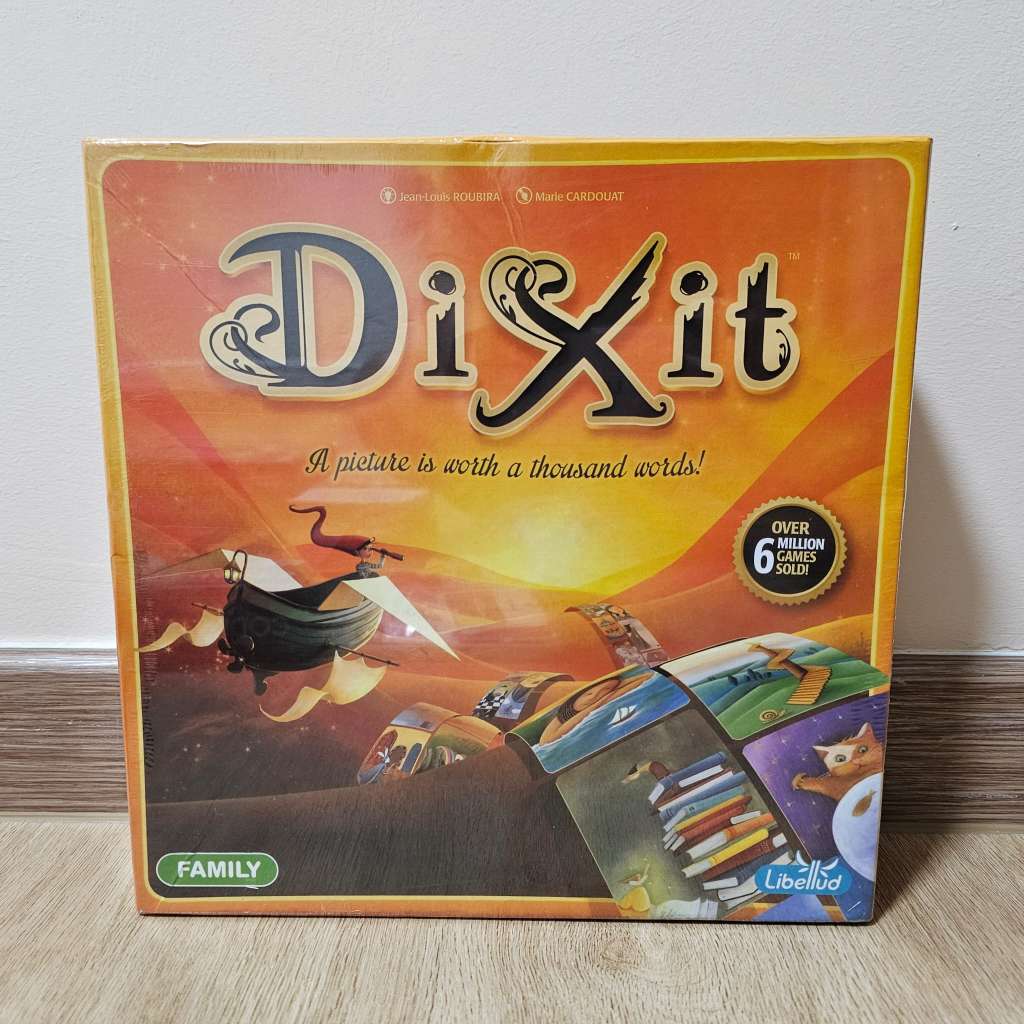 Jean-Louis ROUBIRA Marie CARDOUAT
DiXit ™
A picture is worth a thousand words!
OVER
6 MILLION
GAMES
SOLD!
FAMILY
Libellud